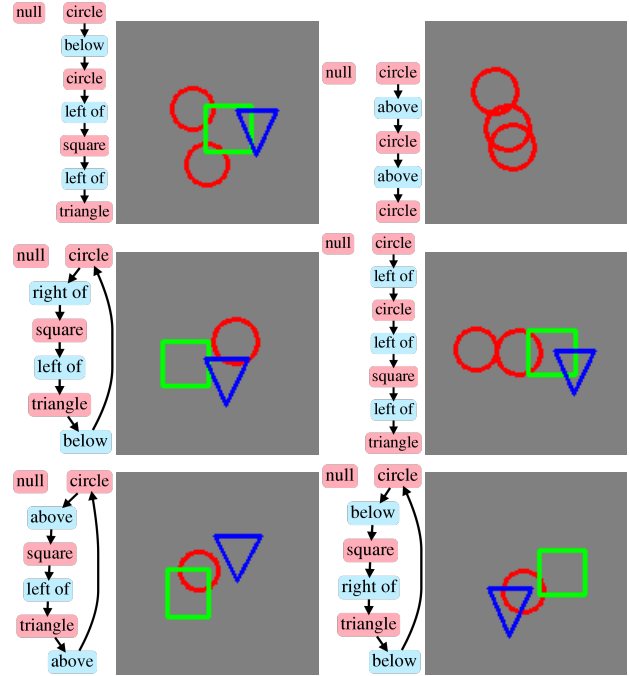 null circle
below
circle
left of
square
left of
triangle
null circle
above
circle
above
circle
null circle
right of
square
left of
triangle
below
null circle
left of
circle
left of
square
left of
triangle
null circle
above
square
left of
triangle
above
null circle
below
square
right of
triangle
below